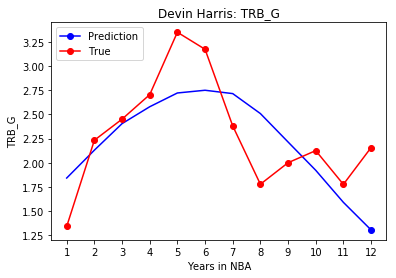 Devin Harris: TRB_G
Prediction
True
3.25
3.00
2.75
2.50
2.25
2.00
1.75
1.50
1.25
TRB_G
1 2 3 4 5 6 7 8 9 10 11 12
Years in NBA